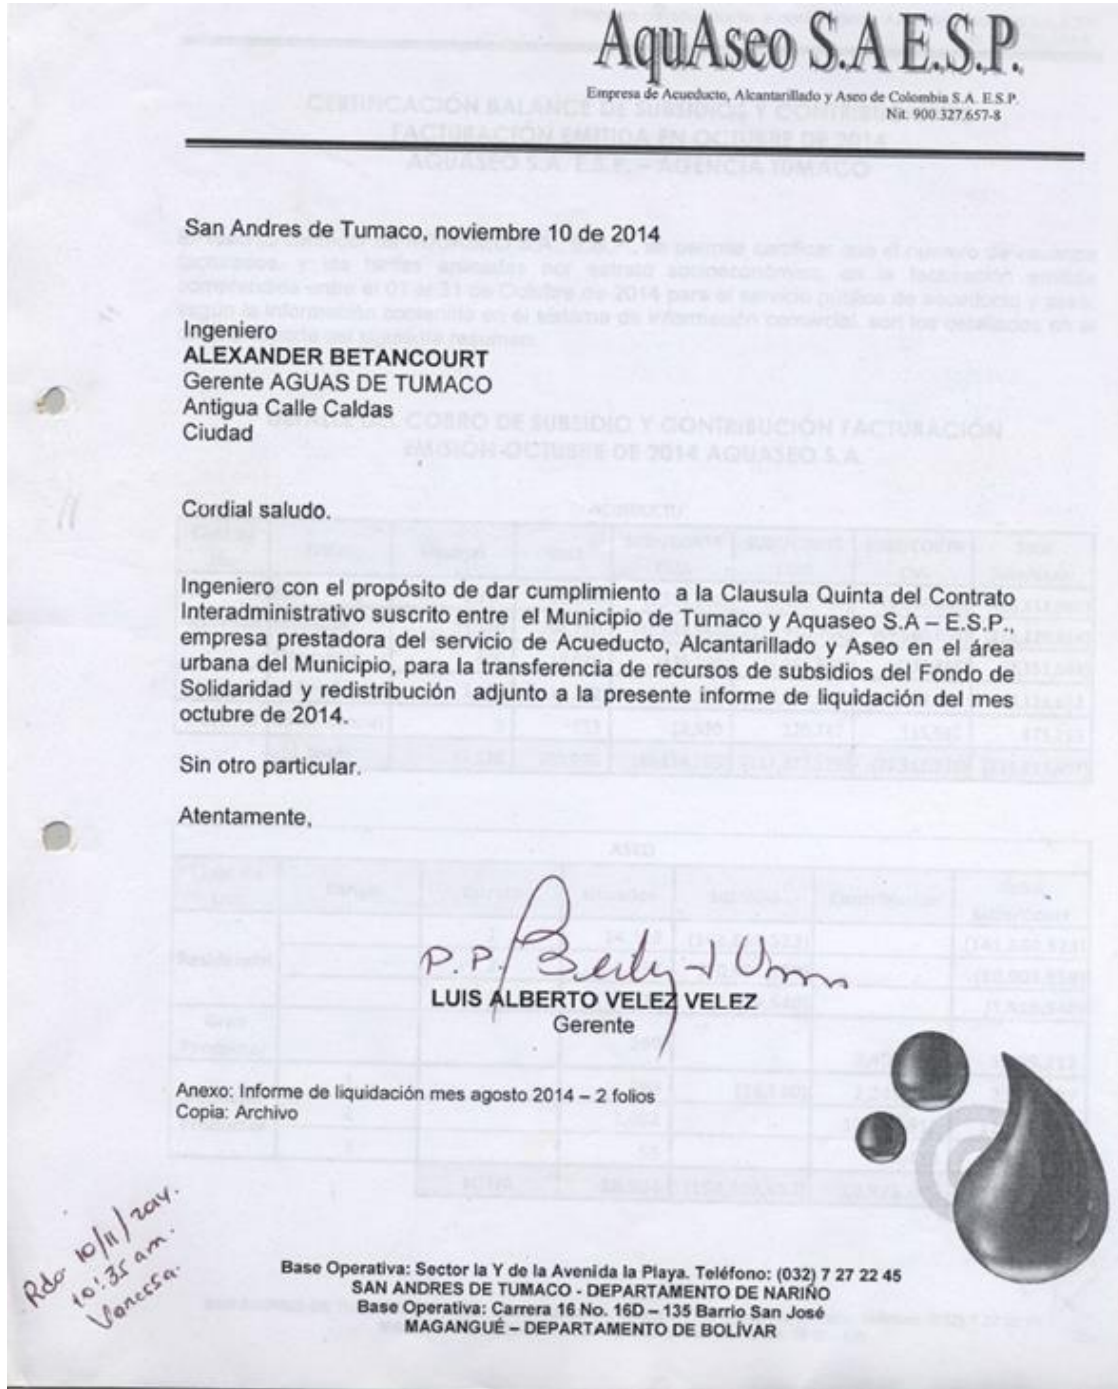 AquAseo S.A E.S.P.
Empresa de Acueducto, Alcantarillado y Aseo de Colombia S.A. E.S.P.
Nit. 900.327.657-8
San Andres de Tumaco, noviembre 10 de 2014
Ingeniero
ALEXANDER BETANCOURT
Gerente AGUAS DE TUMACO
Antigua Calle Caldas
Ciudad
Cordial saludo.
Ingeniero con el propósito de dar cumplimiento a la Clausula Quinta del Contrato
Interadministrativo suscrito entre el Municipio de Tumaco y Aquaseo S.A – E.S.P.,
empresa prestadora del servicio de Acueducto, Alcantarillado y Aseo en el área
urbana del Municipio, para la transferencia de recursos de subsidios del Fondo de
Solidaridad y redistribución adjunto a la presente informe de liquidación del mes
octubre de 2014.
Sin otro particular.
Atentamente,
P.P.
LUIS ALBERTO VELEZ VELEZ
Gerente
Anexo: Informe de liquidación mes agosto 2014 – 2 folios
Copia: Archivo
Rdo 10/11/2014.
10:35 am.
Vanessa.
Base Operativa: Sector la Y de la Avenida la Playa. Teléfono: (032) 7 27 22 45
SAN ANDRES DE TUMACO - DEPARTAMENTO DE NARIÑO
Base Operativa: Carrera 16 No. 16D – 135 Barrio San José
MAGANGUÉ – DEPARTAMENTO DE BOLÍVAR